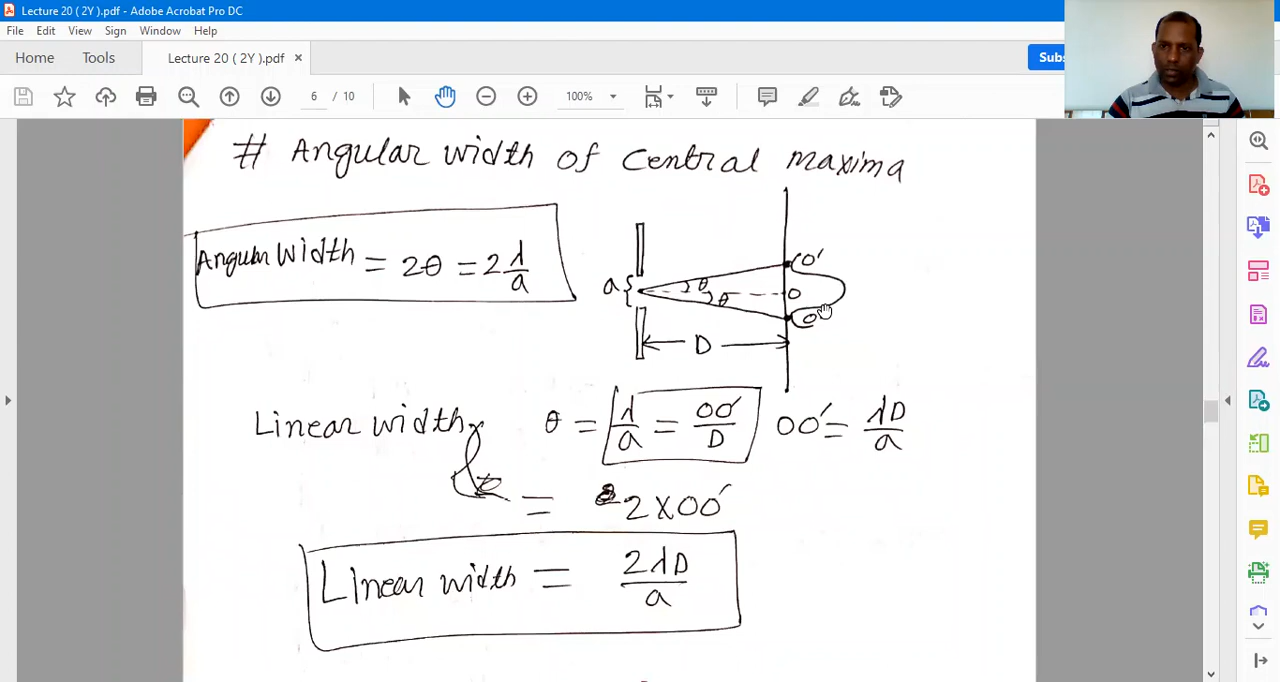 Lecture 20 ( 2Y ).pdf - Adobe Acrobat Pro DC
File Edit View Sign Window Help
Home Tools Lecture 20 ( 2Y ).pdf × Subs
6 / 10 100%
# Angular width of Central maxima
Angular Width = 2θ = 2 λ/a
a θ θ O' O O
D
Linear width θ = λ/a = OO'/D OO' = λD/a
= 2 X OO'
Linear width = 2λD/a